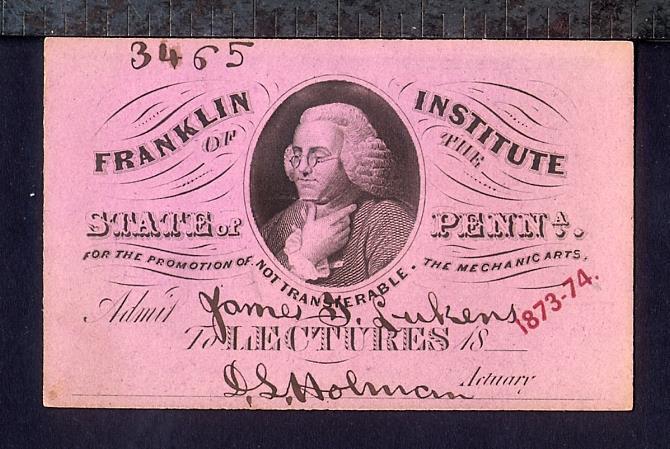 3465
FRANKLIN INSTITUTE
OF THE
STATE OF PENNA.
FOR THE PROMOTION OF THE MECHANIC ARTS.
NOT TRANSFERABLE.
Admit James S. Lukens
To LECTURES 18__
1873-74.
D.S. Holman Actuary